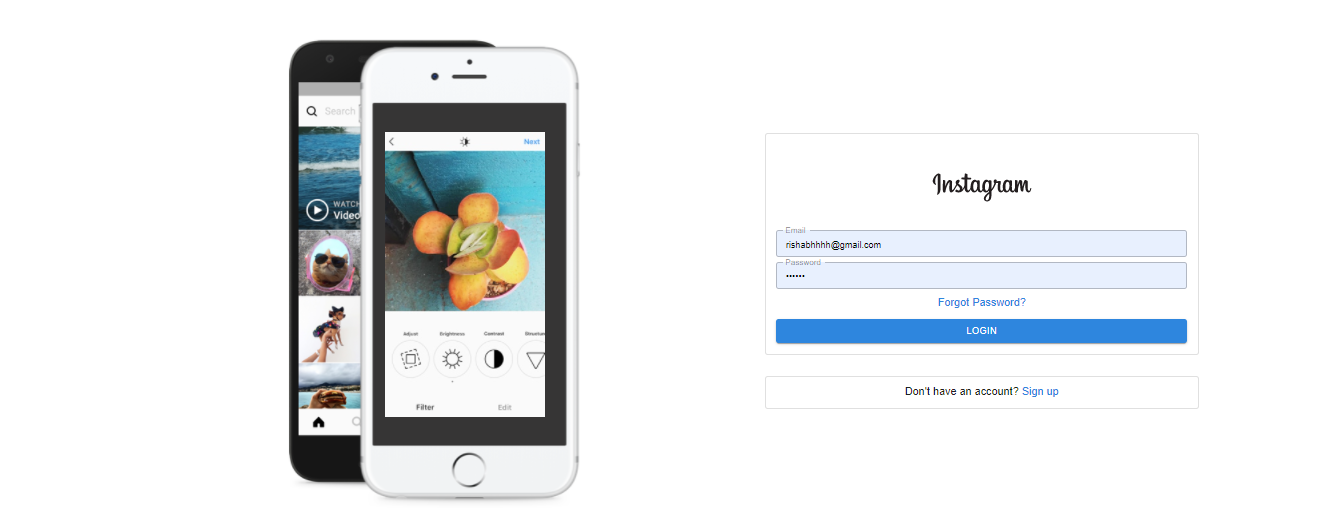 Search
WATCH
Video
Next
Adjust
Brightness
Contrast
Structure
Filter
Edit
Instagram
Email
rishabhhhh@gmail.com
Password
••••••
Forgot Password?
LOGIN
Don't have an account? Sign up